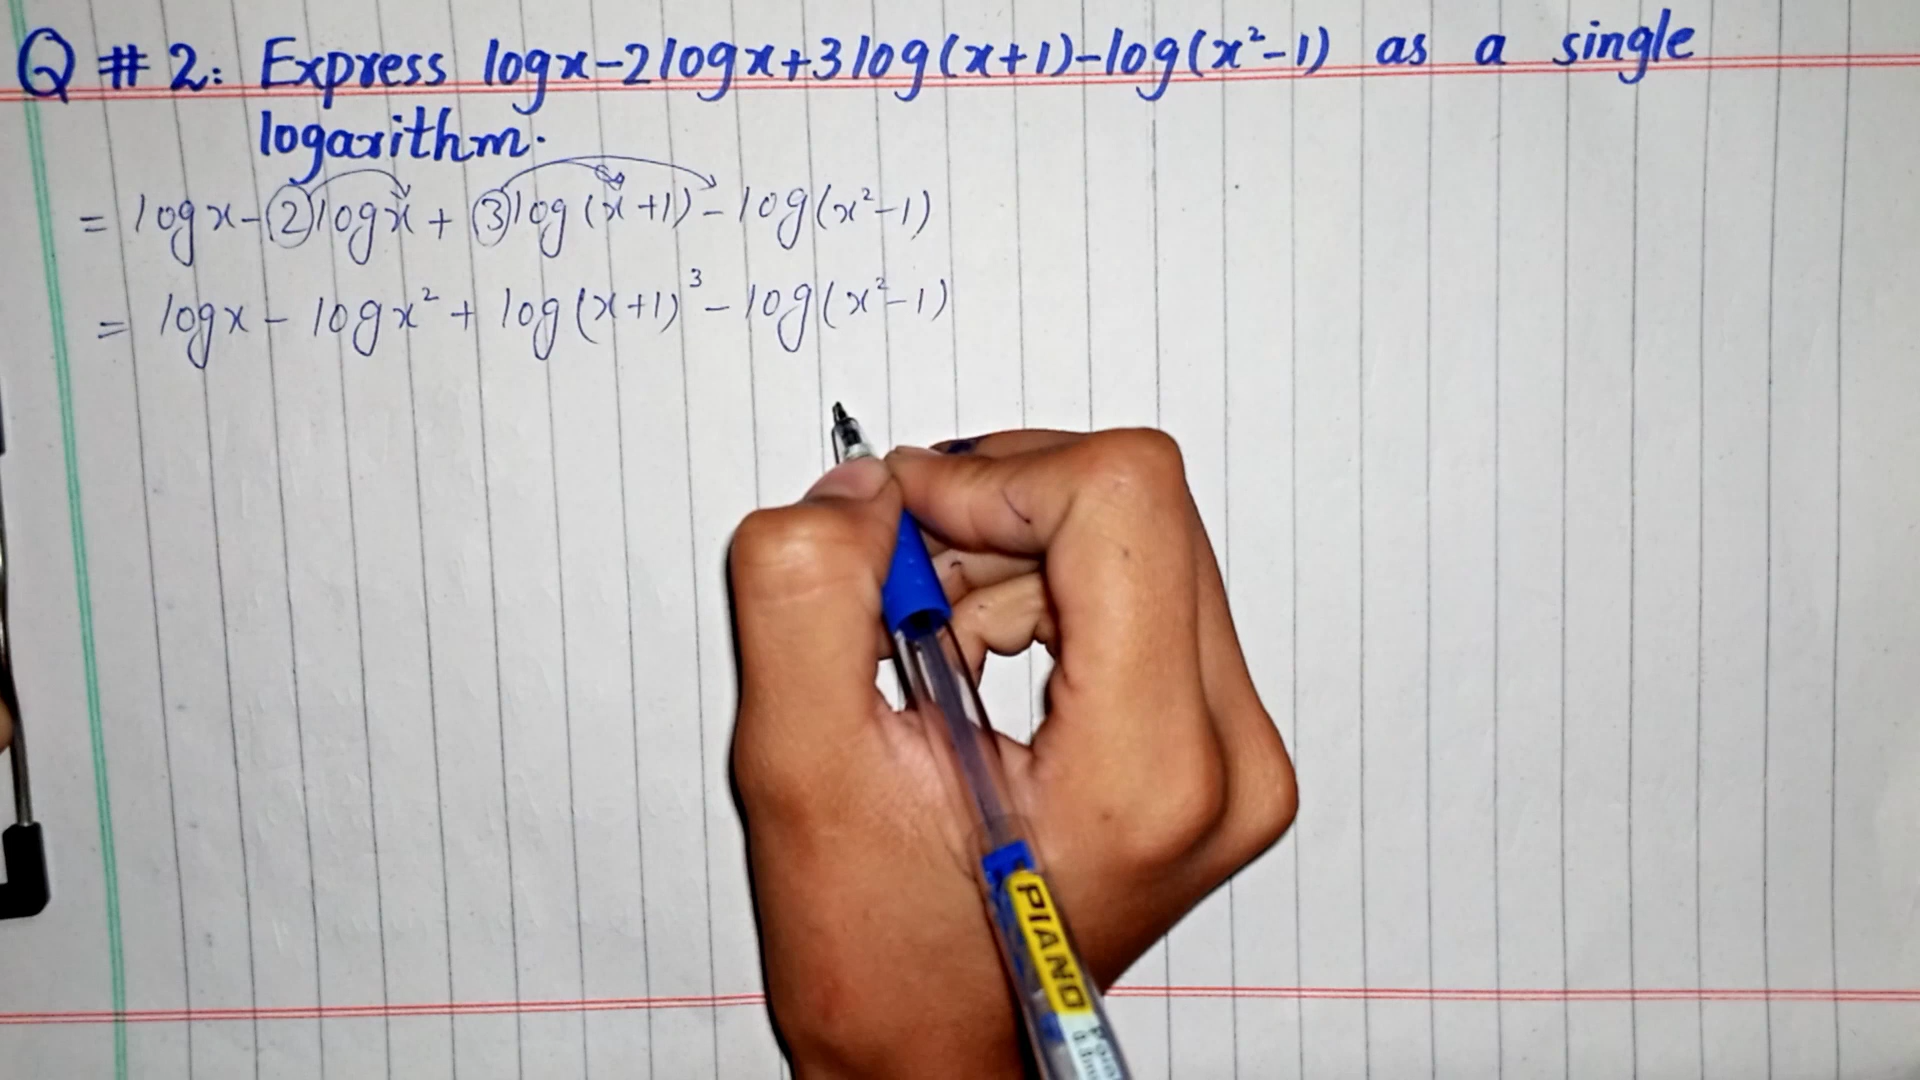 Q # 2: Express logx-2logx+3log(x+1)-log(x²-1) as a single
logarithm.
= logx-2logx + 3log(x+1)-log(x²-1)
= logx - logx² + log(x+1)³ - log(x²-1)
PIANO